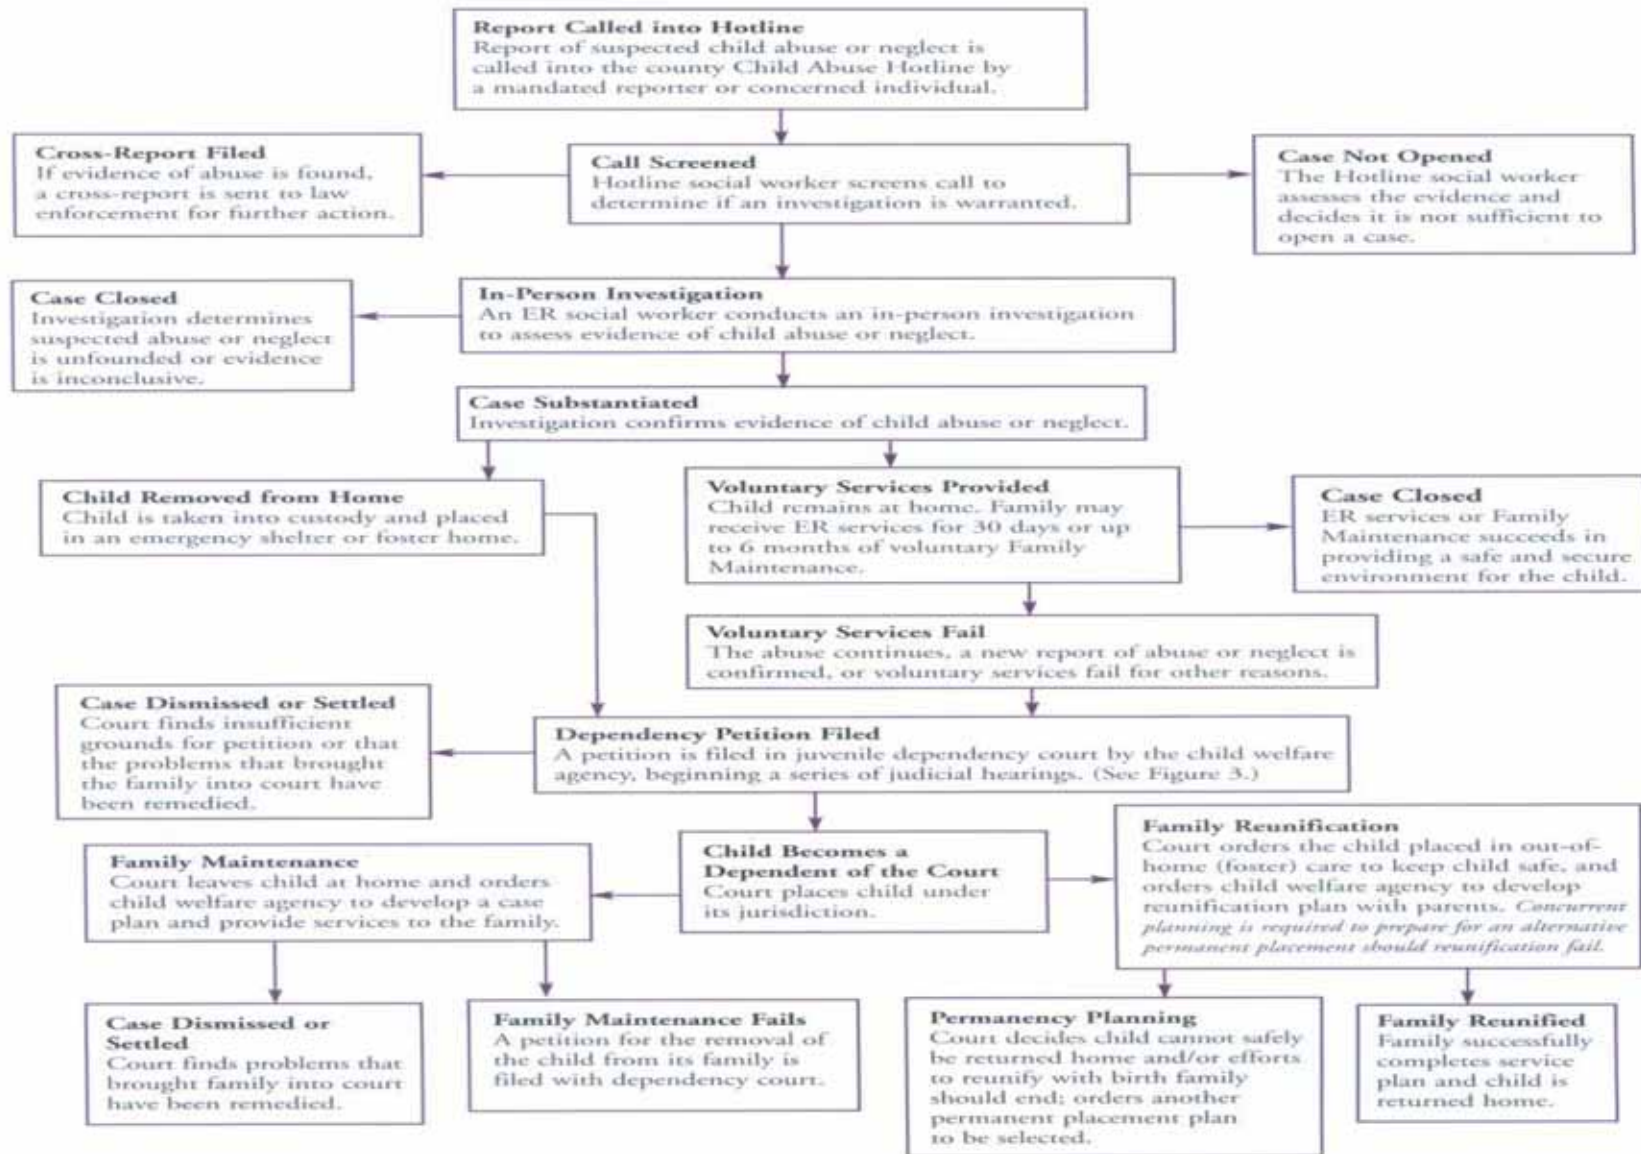 Report Called into Hotline
Report of suspected child abuse or neglect is
called into the county Child Abuse Hotline by
a mandated reporter or concerned individual.
Cross-Report Filed
If evidence of abuse is found,
a cross-report is sent to law
enforcement for further action.
Call Screened
Hotline social worker screens call to
determine if an investigation is warranted.
Case Not Opened
The Hotline social worker
assesses the evidence and
decides it is not sufficient to
open a case.
Case Closed
Investigation determines
suspected abuse or neglect
is unfounded or evidence
is inconclusive.
In-Person Investigation
An ER social worker conducts an in-person investigation
to assess evidence of child abuse or neglect.
Case Substantiated
Investigation confirms evidence of child abuse or neglect.
Child Removed from Home
Child is taken into custody and placed
in an emergency shelter or foster home.
Voluntary Services Provided
Child remains at home. Family may
receive ER services for 30 days or up
to 6 months of voluntary Family
Maintenance.
Case Closed
ER services or Family
Maintenance succeeds in
providing a safe and secure
environment for the child.
Voluntary Services Fail
The abuse continues, a new report of abuse or neglect is
confirmed, or voluntary services fail for other reasons.
Case Dismissed or Settled
Court finds insufficient
grounds for petition or that
the problems that brought
the family into court have
been remedied.
Dependency Petition Filed
A petition is filed in juvenile dependency court by the child welfare
agency, beginning a series of judicial hearings. (See Figure 3.)
Family Maintenance
Court leaves child at home and orders
child welfare agency to develop a case
plan and provide services to the family.
Child Becomes a
Dependent of the Court
Court places child under
its jurisdiction.
Family Reunification
Court orders the child placed in out-of-
home (foster) care to keep child safe, and
orders child welfare agency to develop
reunification plan with parents. Concurrent
planning is required to prepare for an alternative
permanent placement should reunification fail.
Case Dismissed or
Settled
Court finds problems that
brought family into court
have been remedied.
Family Maintenance Fails
A petition for the removal of
the child from its family is
filed with dependency court.
Permanency Planning
Court decides child cannot safely
be returned home and/or efforts
to reunify with birth family
should end; orders another
permanent placement plan
to be selected.
Family Reunified
Family successfully
completes service
plan and child is
returned home.